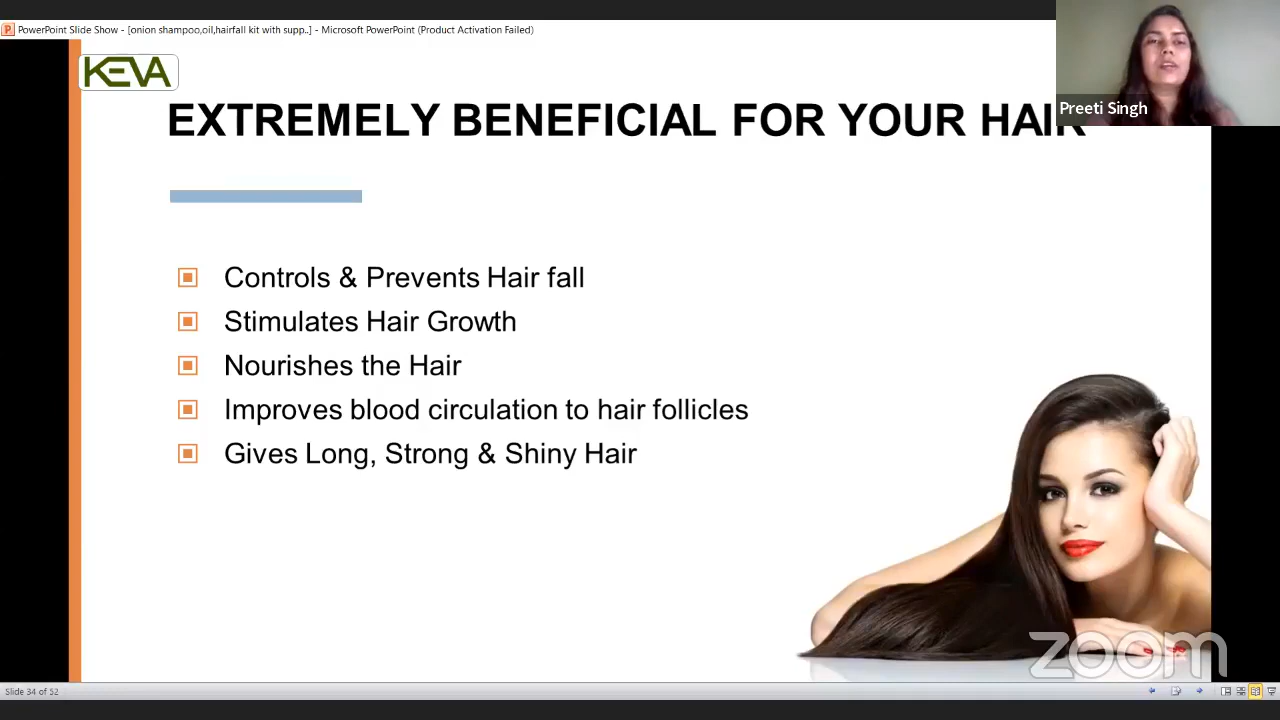 PowerPoint Slide Show - [onion shampoo,oil,hairfall kit with supp..] - Microsoft PowerPoint (Product Activation Failed)
KEVA
EXTREMELY BENEFICIAL FOR YOUR HAIR
Preeti Singh
Controls & Prevents Hair fall
Stimulates Hair Growth
Nourishes the Hair
Improves blood circulation to hair follicles
Gives Long, Strong & Shiny Hair
zoom
Slide 34 of 52